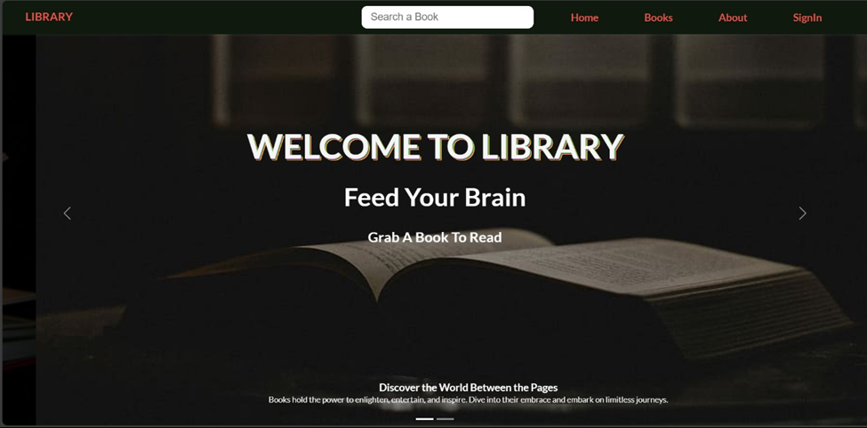 LIBRARY
Search a Book
Home
Books
About
SignIn
WELCOME TO LIBRARY
Feed Your Brain
Grab A Book To Read
Discover the World Between the Pages
Books hold the power to enlighten, entertain, and inspire. Dive into their embrace and embark on limitless journeys.